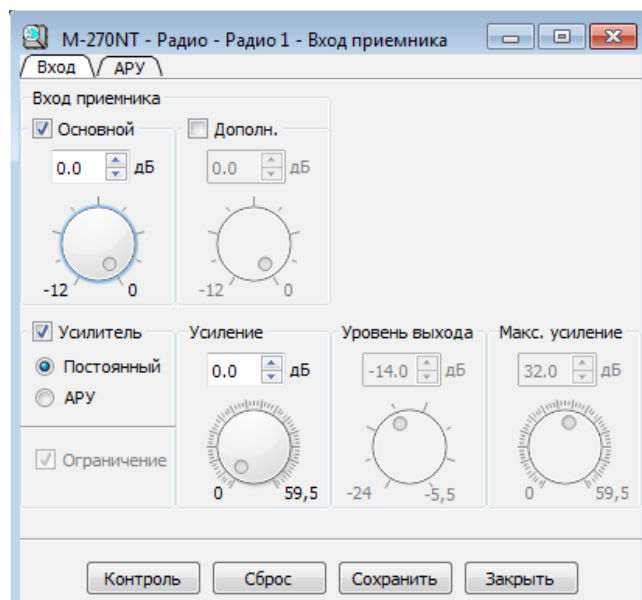 M-270NT - Радио - Радио 1 - Вход приемника
Вход АРУ
Вход приемника
Основной Дополн.
0.0 дБ 0.0 дБ
-12 0 -12 0
Усилитель Усиление Уровень выхода Макс. усиление
Постоянный 0.0 дБ -14.0 дБ 32.0 дБ
АРУ
Ограничение
0 59,5 -24 -5,5 0 59,5
Контроль Сброс Сохранить Закрыть